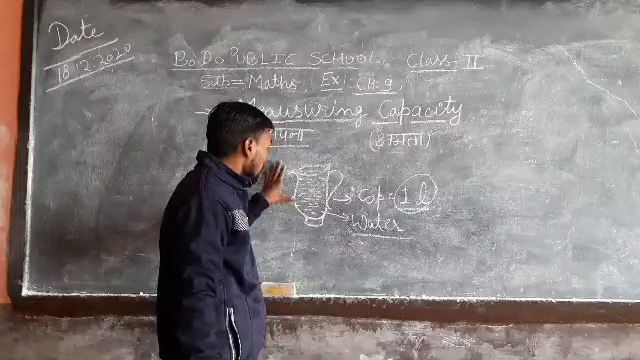 Date
18.12.2020
BODO PUBLIC SCHOOL. Class-II
Sub = Maths, Ex! CH:9
Measuring Capacity
(क्षमता)
Cap = 1 l
Water